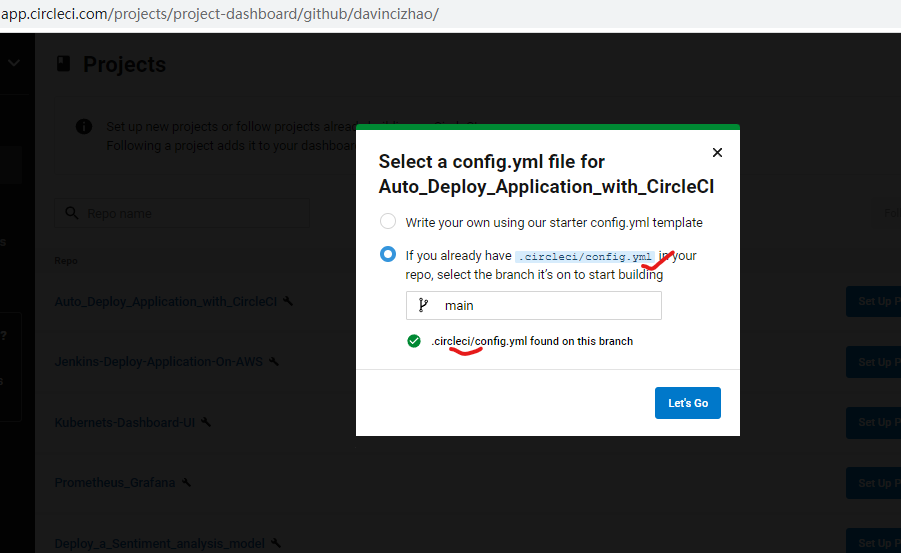 app.circleci.com/projects/project-dashboard/github/davincizhao/
Projects
Set up new projects or follow projects alrea
Following a project adds it to your dashboar
Select a config.yml file for
Auto_Deploy_Application_with_CircleCI
Write your own using our starter config.yml template
If you already have .circleci/config.yml in your
repo, select the branch it's on to start building
main
.circleci/config.yml found on this branch
Let's Go
Repo name
Repo
Auto_Deploy_Application_with_CircleCI
Set Up P
Jenkins-Deploy-Application-On-AWS
Set Up P
Kubernets-Dashboard-UI
Set Up P
Prometheus_Grafana
Set Up P
Deploy_a_Sentiment_analysis_model
Set Up P